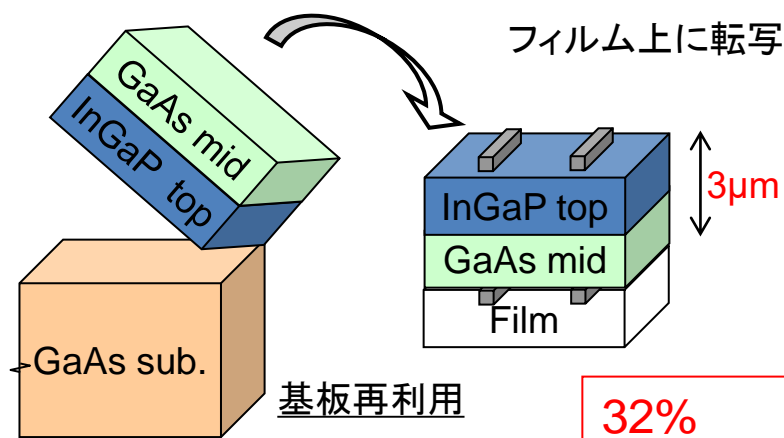 フィルム上に転写
GaAs mid
InGaP top
3μm
InGaP top
GaAs mid
Film
GaAs sub.
基板再利用
32%